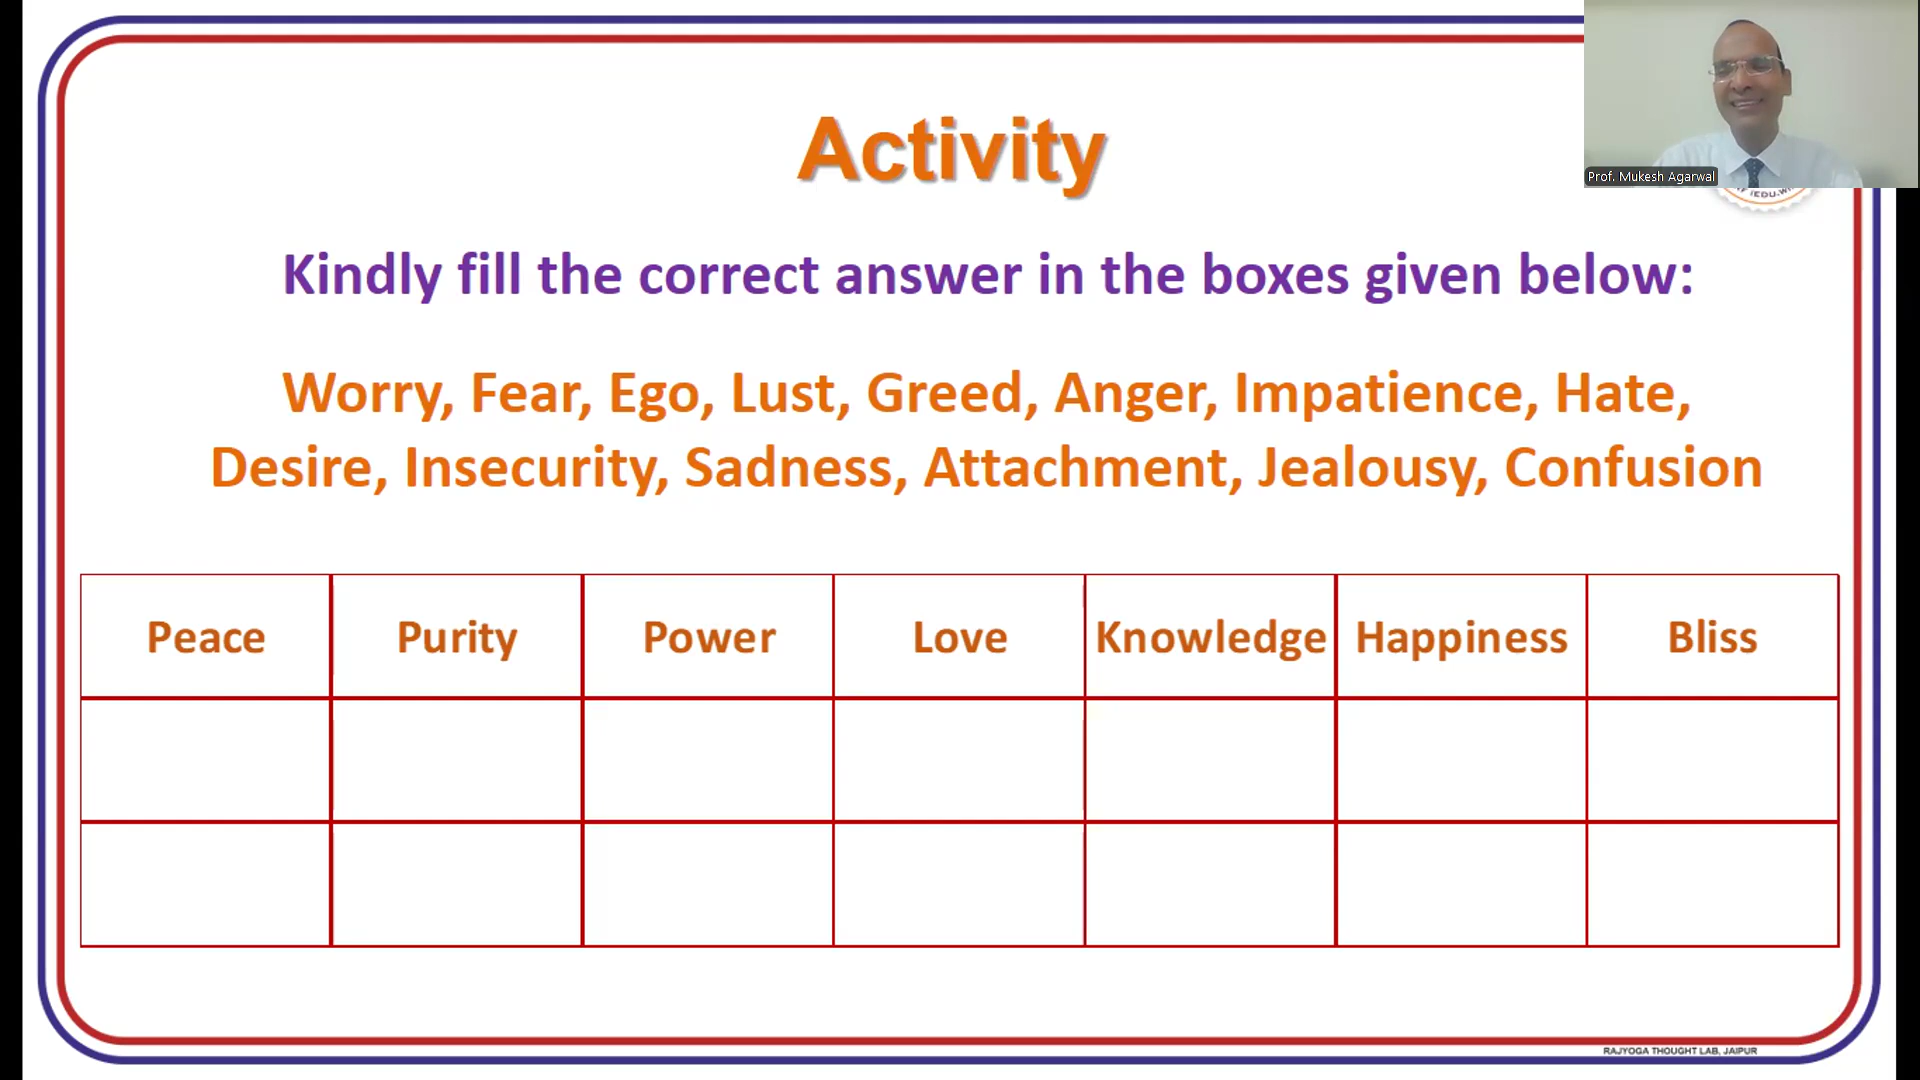 Activity
Prof. Mukesh Agarwal
Kindly fill the correct answer in the boxes given below:
Worry, Fear, Ego, Lust, Greed, Anger, Impatience, Hate,
Desire, Insecurity, Sadness, Attachment, Jealousy, Confusion
Peace Purity Power Love Knowledge Happiness Bliss
RAJYOGA THOUGHT LAB, JAIPUR